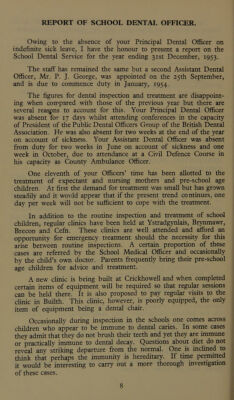 REPORT OF SCHOOL DENTAL OFFICER.
Owing to the absence of your Principal Dental Officer on
indefinite sick leave, I have the honour to present a report on the
School Dental Service for the year ending 31st December, 1953.
The staff has remained the same but a second Assistant Dental
Officer, Mr. P. J. George, was appointed on the 25th September,
and is due to commence duty in January, 1954.
The figures for dental inspection and treatment are disappoint-
ing when compared with those of the previous year but there are
several reasons to account for this. Your Principal Dental Officer
was absent for 17 days whilst attending conferences in the capacity
of President of the Public Dental Officers Group of the British Dental
Association. He was also absent for two weeks at the end of the year
on account of sickness. Your Assistant Dental Officer was absent
from duty for two weeks in June on account of sickness and one
week in October, due to attendance at a Civil Defence Course in
his capacity as County Ambulance Officer.
One eleventh of your Officers' time has been allotted to the
treatment of expectant and nursing mothers and pre-school age
children. At first the demand for treatment was small but has grown
steadily and it would appear that if the present trend continues, one
day per week will not be sufficient to cope with the treatment.
In addition to the routine inspection and treatment of school
children, regular clinics have been held at Ystradgynlais, Brynmawr,
Brecon and Cefn. These clinics are well attended and afford an
opportunity for emergency treatment should the necessity for this
arise between routine inspections. A certain proportion of these
cases are referred by the School Medical Officer and occasionally
by the child's own doctor. Parents frequently bring their pre-school
age children for advice and treatment.
A new clinic is being built at Crickhowell and when completed
certain items of equipment will be required so that regular sessions
can be held there. It is also proposed to pay regular visits to the
clinic in Builth. This clinic, however, is poorly equipped, the only
item of equipment being a dental chair.
Occasionally during inspection in the schools one comes across
children who appear to be immune to dental caries. In some cases
they admit that they do not brush their teeth and yet they are immune
or practically immune to dental decay. Questions about diet do not
reveal any striking departure from the normal. One is inclined to
think that perhaps the immunity is hereditary. If time permitted
it would be interesting to carry out a more thorough investigation
of these cases.
8